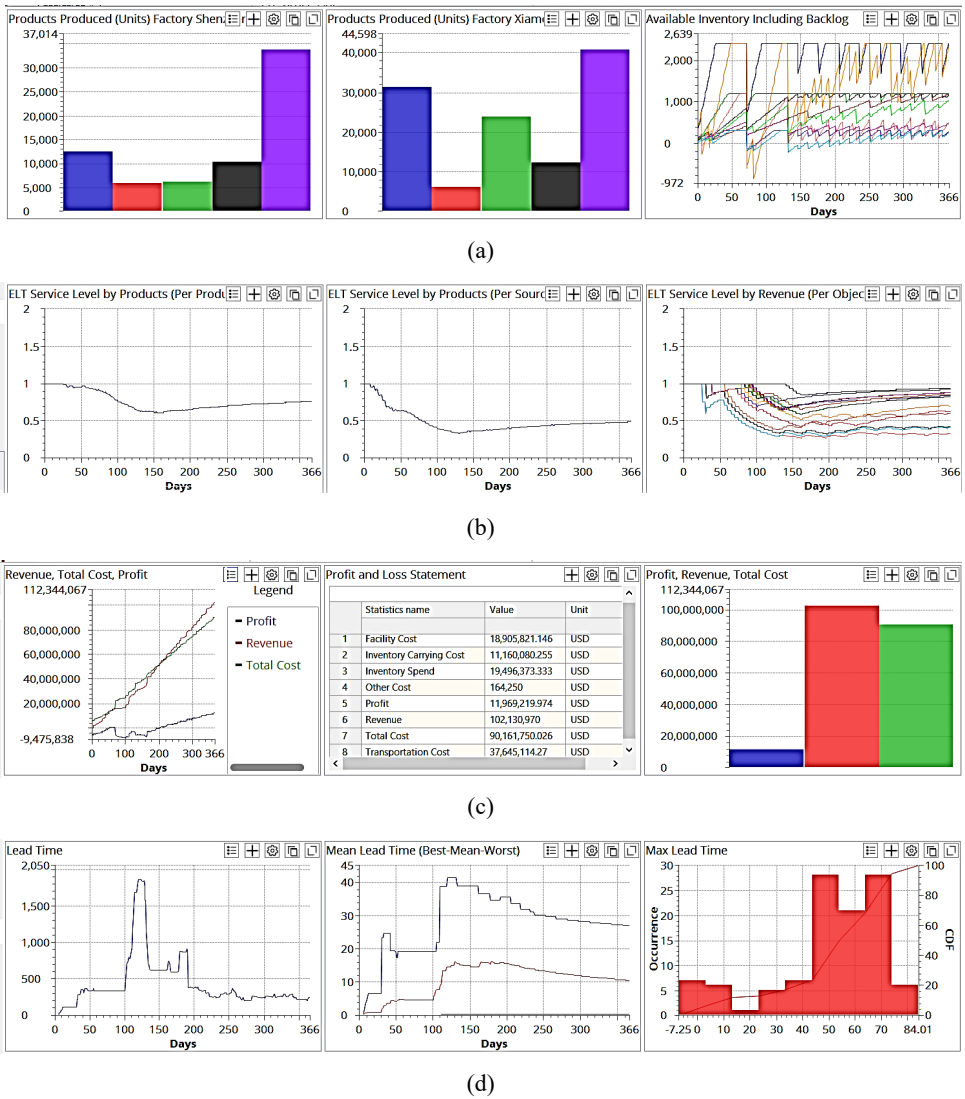 Products Produced (Units) Factory Shen
37,014
30,000
25,000
20,000
15,000
10,000
5,000
0
Products Produced (Units) Factory Xiam
44,598
30,000
20,000
10,000
0
Available Inventory Including Backlog
2,639
2,000
1,000
0
-972
0 50 100 150 200 250 300 366
Days
(a)
ELT Service Level by Products (Per Produ
2
1.5
1
0.5
0
0 50 100 150 200 250 300 366
Days
ELT Service Level by Products (Per Sourc
2
1.5
1
0.5
0
0 50 100 150 200 250 300 366
Days
ELT Service Level by Revenue (Per Objec
2
1.5
1
0.5
0
0 50 100 150 200 250 300 366
Days
(b)
Revenue, Total Cost, Profit
112,344,067
80,000,000
60,000,000
40,000,000
20,000,000
-9,475,838
0 100 200 300 366
Days
Legend
Profit
Revenue
Total Cost
Profit and Loss Statement
Statistics name Value Unit
1 Facility Cost 18,905,821.146 USD
2 Inventory Carrying Cost 11,160,080.255 USD
3 Inventory Spend 19,496,373.333 USD
4 Other Cost 164,250 USD
5 Profit 11,969,219.974 USD
6 Revenue 102,130,970 USD
7 Total Cost 90,161,750.026 USD
8 Transportation Cost 37,645,114.27 USD
Profit, Revenue, Total Cost
112,344,067
100,000,000
80,000,000
60,000,000
40,000,000
20,000,000
0
(c)
Lead Time
2,050
1,500
1,000
500
0
0 50 100 150 200 250 300 366
Days
Mean Lead Time (Best-Mean-Worst)
45
40
30
20
10
0
0 50 100 150 200 250 300 366
Days
Max Lead Time
30
25
20
15
10
5
0
Occurrence
100
80
60
40
20
0
CDF
-7.25 0 10 20 30 40 50 60 70 84.01
(d)